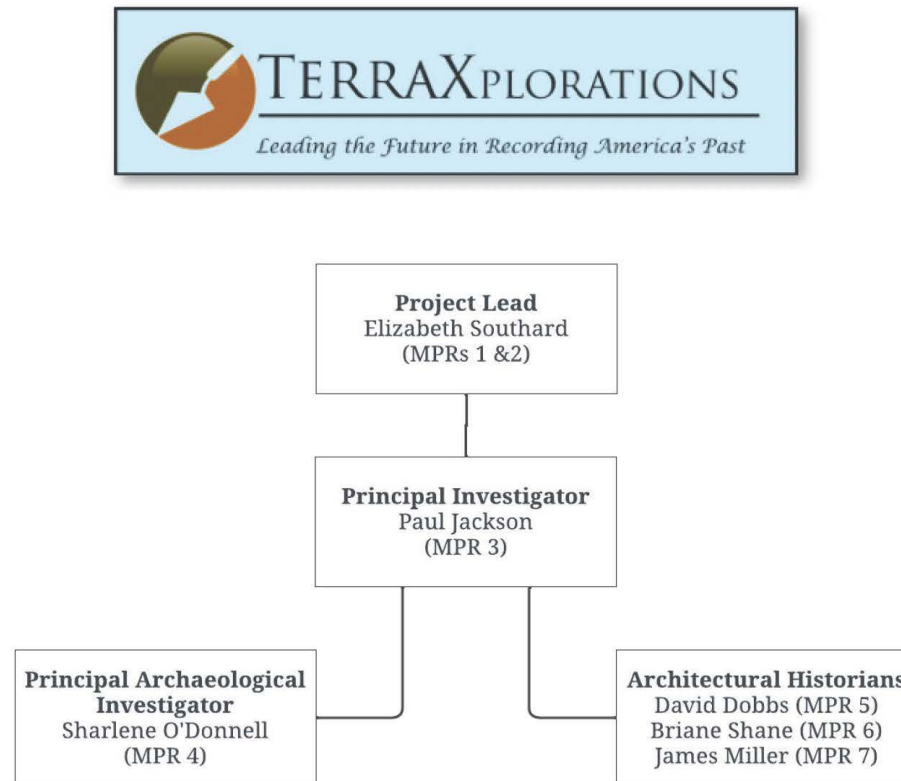 TERRAXPLORATIONS
Leading the Future in Recording America's Past
Project Lead
Elizabeth Southard
(MPRs 1 &2)
Principal Investigator
Paul Jackson
(MPR 3)
Principal Archaeological
Investigator
Sharlene O'Donnell
(MPR 4)
Architectural Historians
David Dobbs (MPR 5)
Briane Shane (MPR 6)
James Miller (MPR 7)